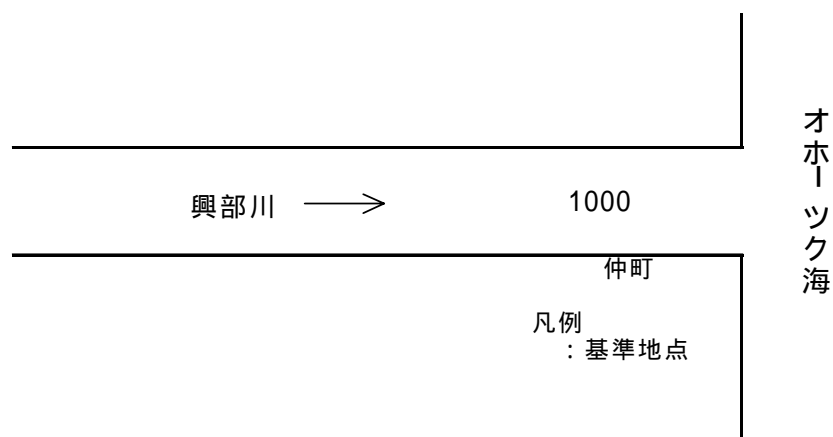 興部川
1000
仲町
凡例
：基準地点
オホーツク海